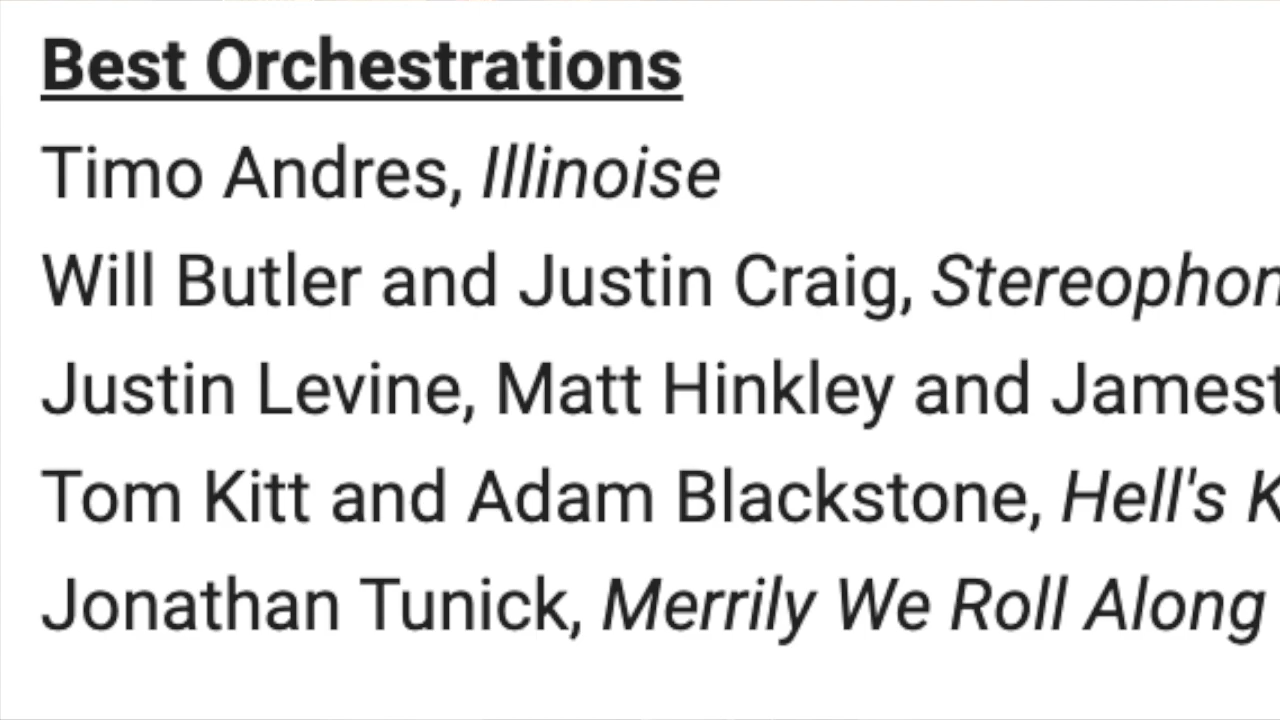 Best Orchestrations
Timo Andres, Illinoise
Will Butler and Justin Craig, Stereophon
Justin Levine, Matt Hinkley and Jamest
Tom Kitt and Adam Blackstone, Hell's K
Jonathan Tunick, Merrily We Roll Along